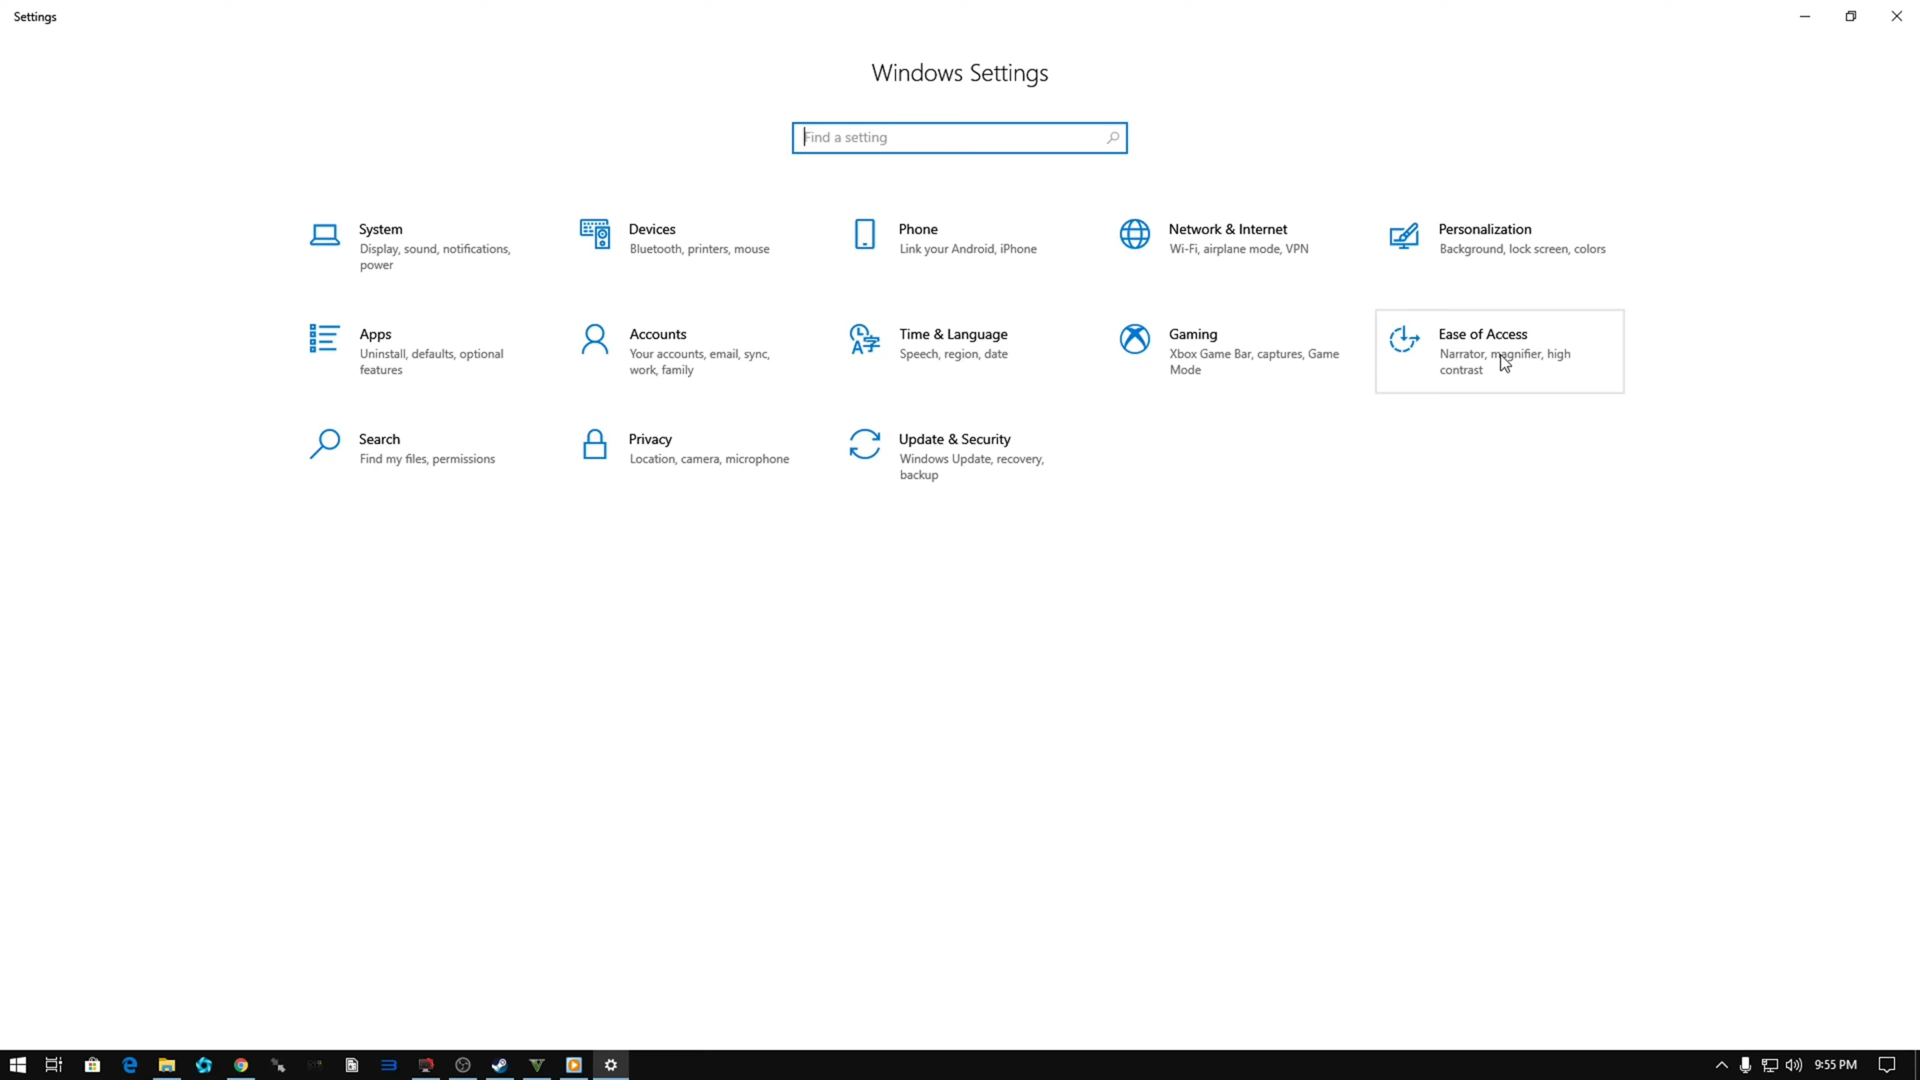 Settings
Windows Settings
Find a setting
System
Display, sound, notifications,
power
Devices
Bluetooth, printers, mouse
Phone
Link your Android, iPhone
Network & Internet
Wi-Fi, airplane mode, VPN
Personalization
Background, lock screen, colors
Apps
Uninstall, defaults, optional
features
Accounts
Your accounts, email, sync,
work, family
Time & Language
Speech, region, date
Gaming
Xbox Game Bar, captures, Game
Mode
Ease of Access
Narrator, magnifier, high
contrast
Search
Find my files, permissions
Privacy
Location, camera, microphone
Update & Security
Windows Update, recovery,
backup
9:55 PM